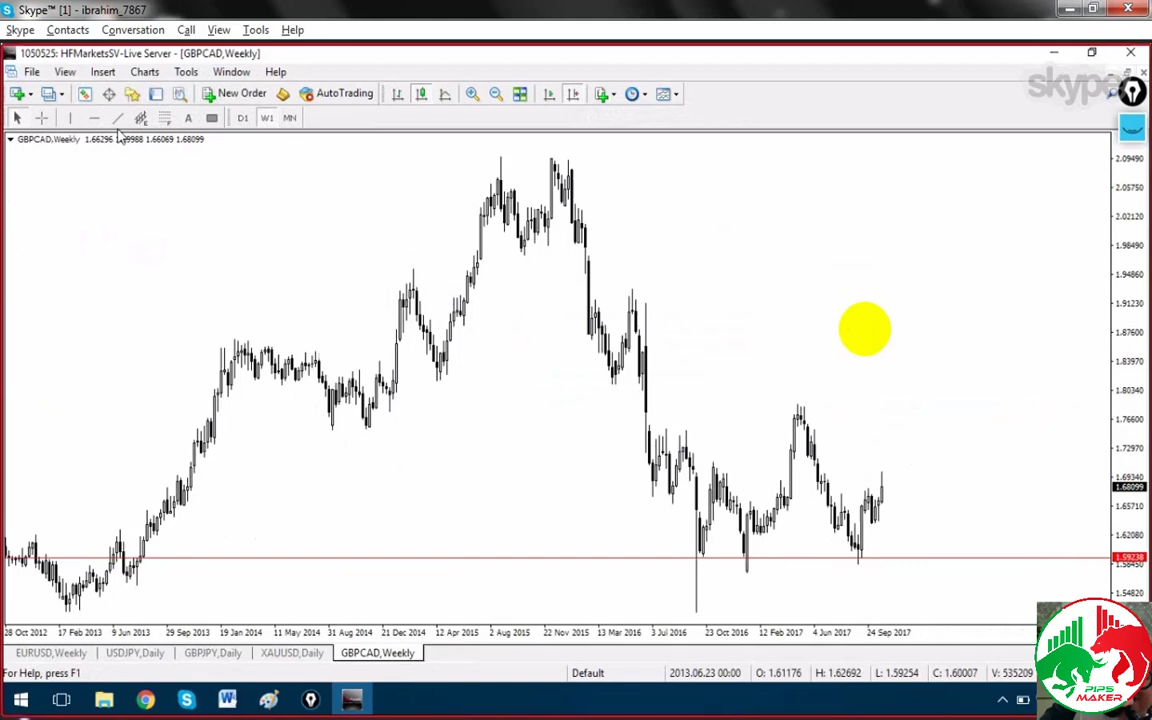 Skype™ [1] - ibrahim_7867
Skype Contacts Conversation Call View Tools Help
1050525: HFMarketsSV-Live Server - [GBPCAD,Weekly]
File View Insert Charts Tools Window Help
skype
New Order AutoTrading
A D1 W1 MN
GBPCAD,Weekly 1.66296 1.66069 1.68099
2.09490
2.05750
2.02120
1.98490
1.94860
1.91230
1.87600
1.83970
1.80340
1.76600
1.72970
1.69340
1.68099
1.65710
1.62080
1.59238
1.58450
1.54820
28 Oct 2012 17 Feb 2013 9 Jun 2013 29 Sep 2013 19 Jan 2014 11 May 2014 31 Aug 2014 21 Dec 2014 12 Apr 2015 2 Aug 2015 22 Nov 2015 13 Mar 2016 3 Jul 2016 23 Oct 2016 12 Feb 2017 4 Jun 2017 24 Sep 2017
EURUSD,Weekly USDJPY,Daily GBPJPY,Daily XAUUSD,Daily GBPCAD,Weekly
For Help, press F1 Default 2013.06.23 00:00 O: 1.61176 H: 1.62692 L: 1.59254 C: 1.60007 V: 535209
PIPS
MAKER